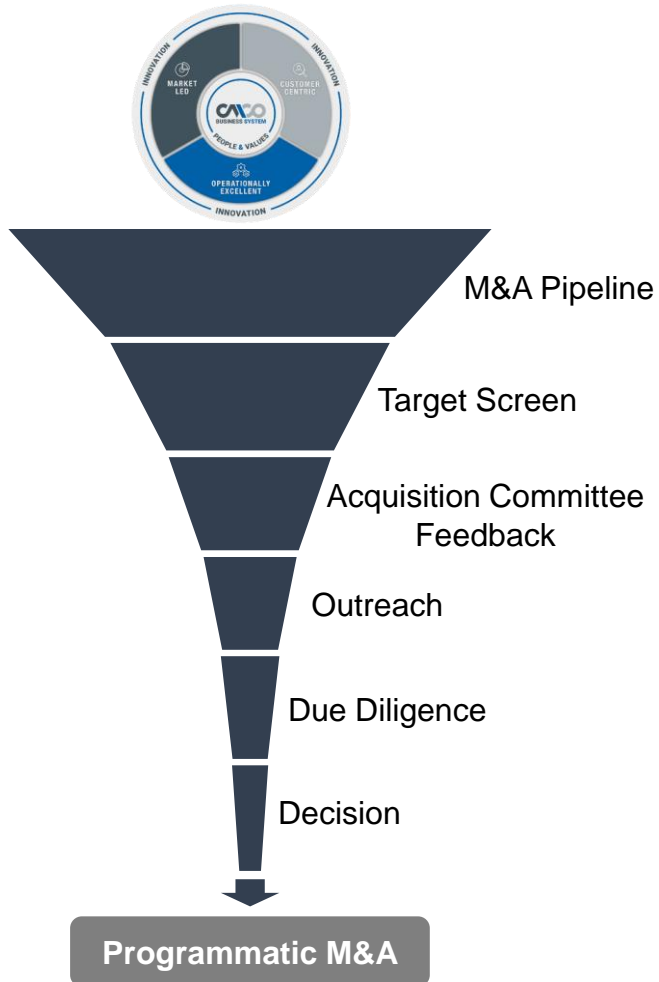 INNOVATION
INNOVATION
MARKET
LED
CUSTOMER
CENTRIC
CMCO
BUSINESS SYSTEM
PEOPLE & VALUES
OPERATIONALLY
EXCELLENT
INNOVATION
M&A Pipeline
Target Screen
Acquisition Committee
Feedback
Outreach
Due Diligence
Decision
Programmatic M&A